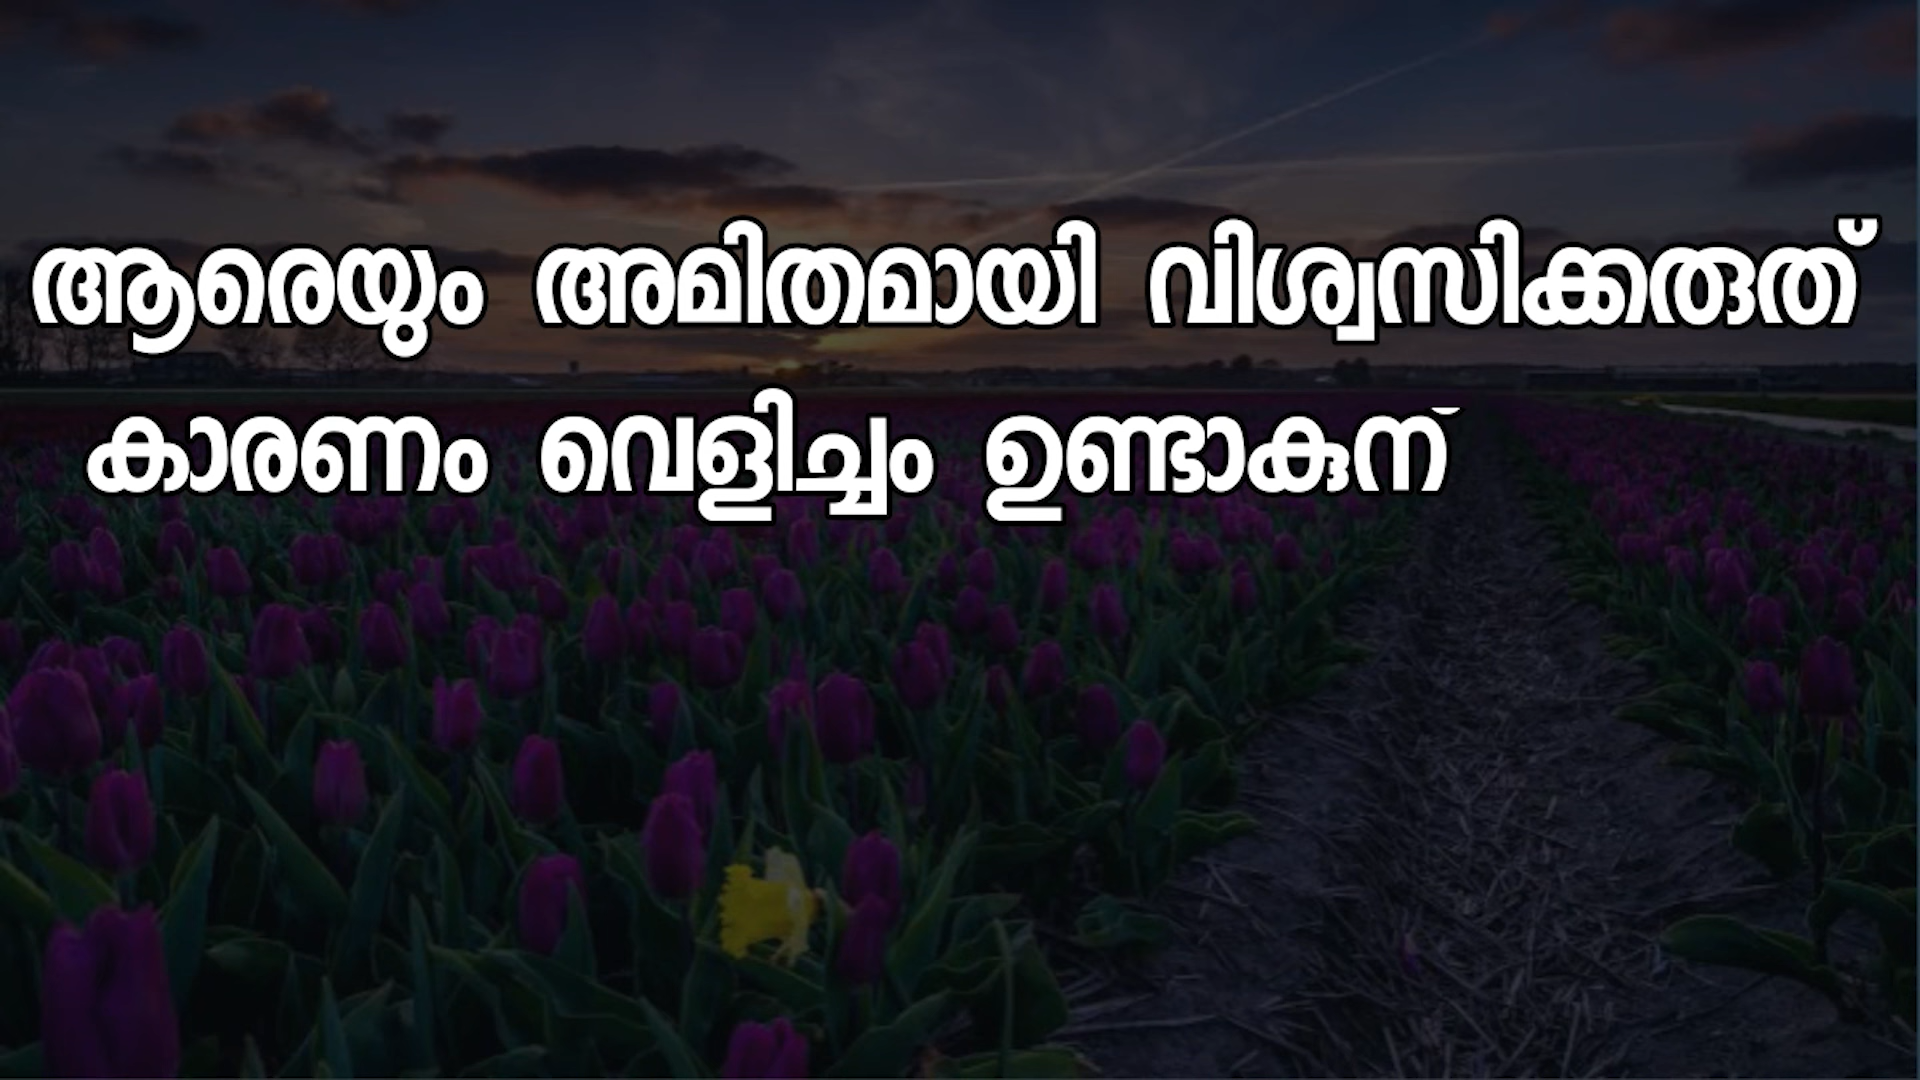 ആരെയും അമിതമായി വിശ്വസിക്കരുത്
കാരണം വെളിച്ചം ഉണ്ടാകുന്